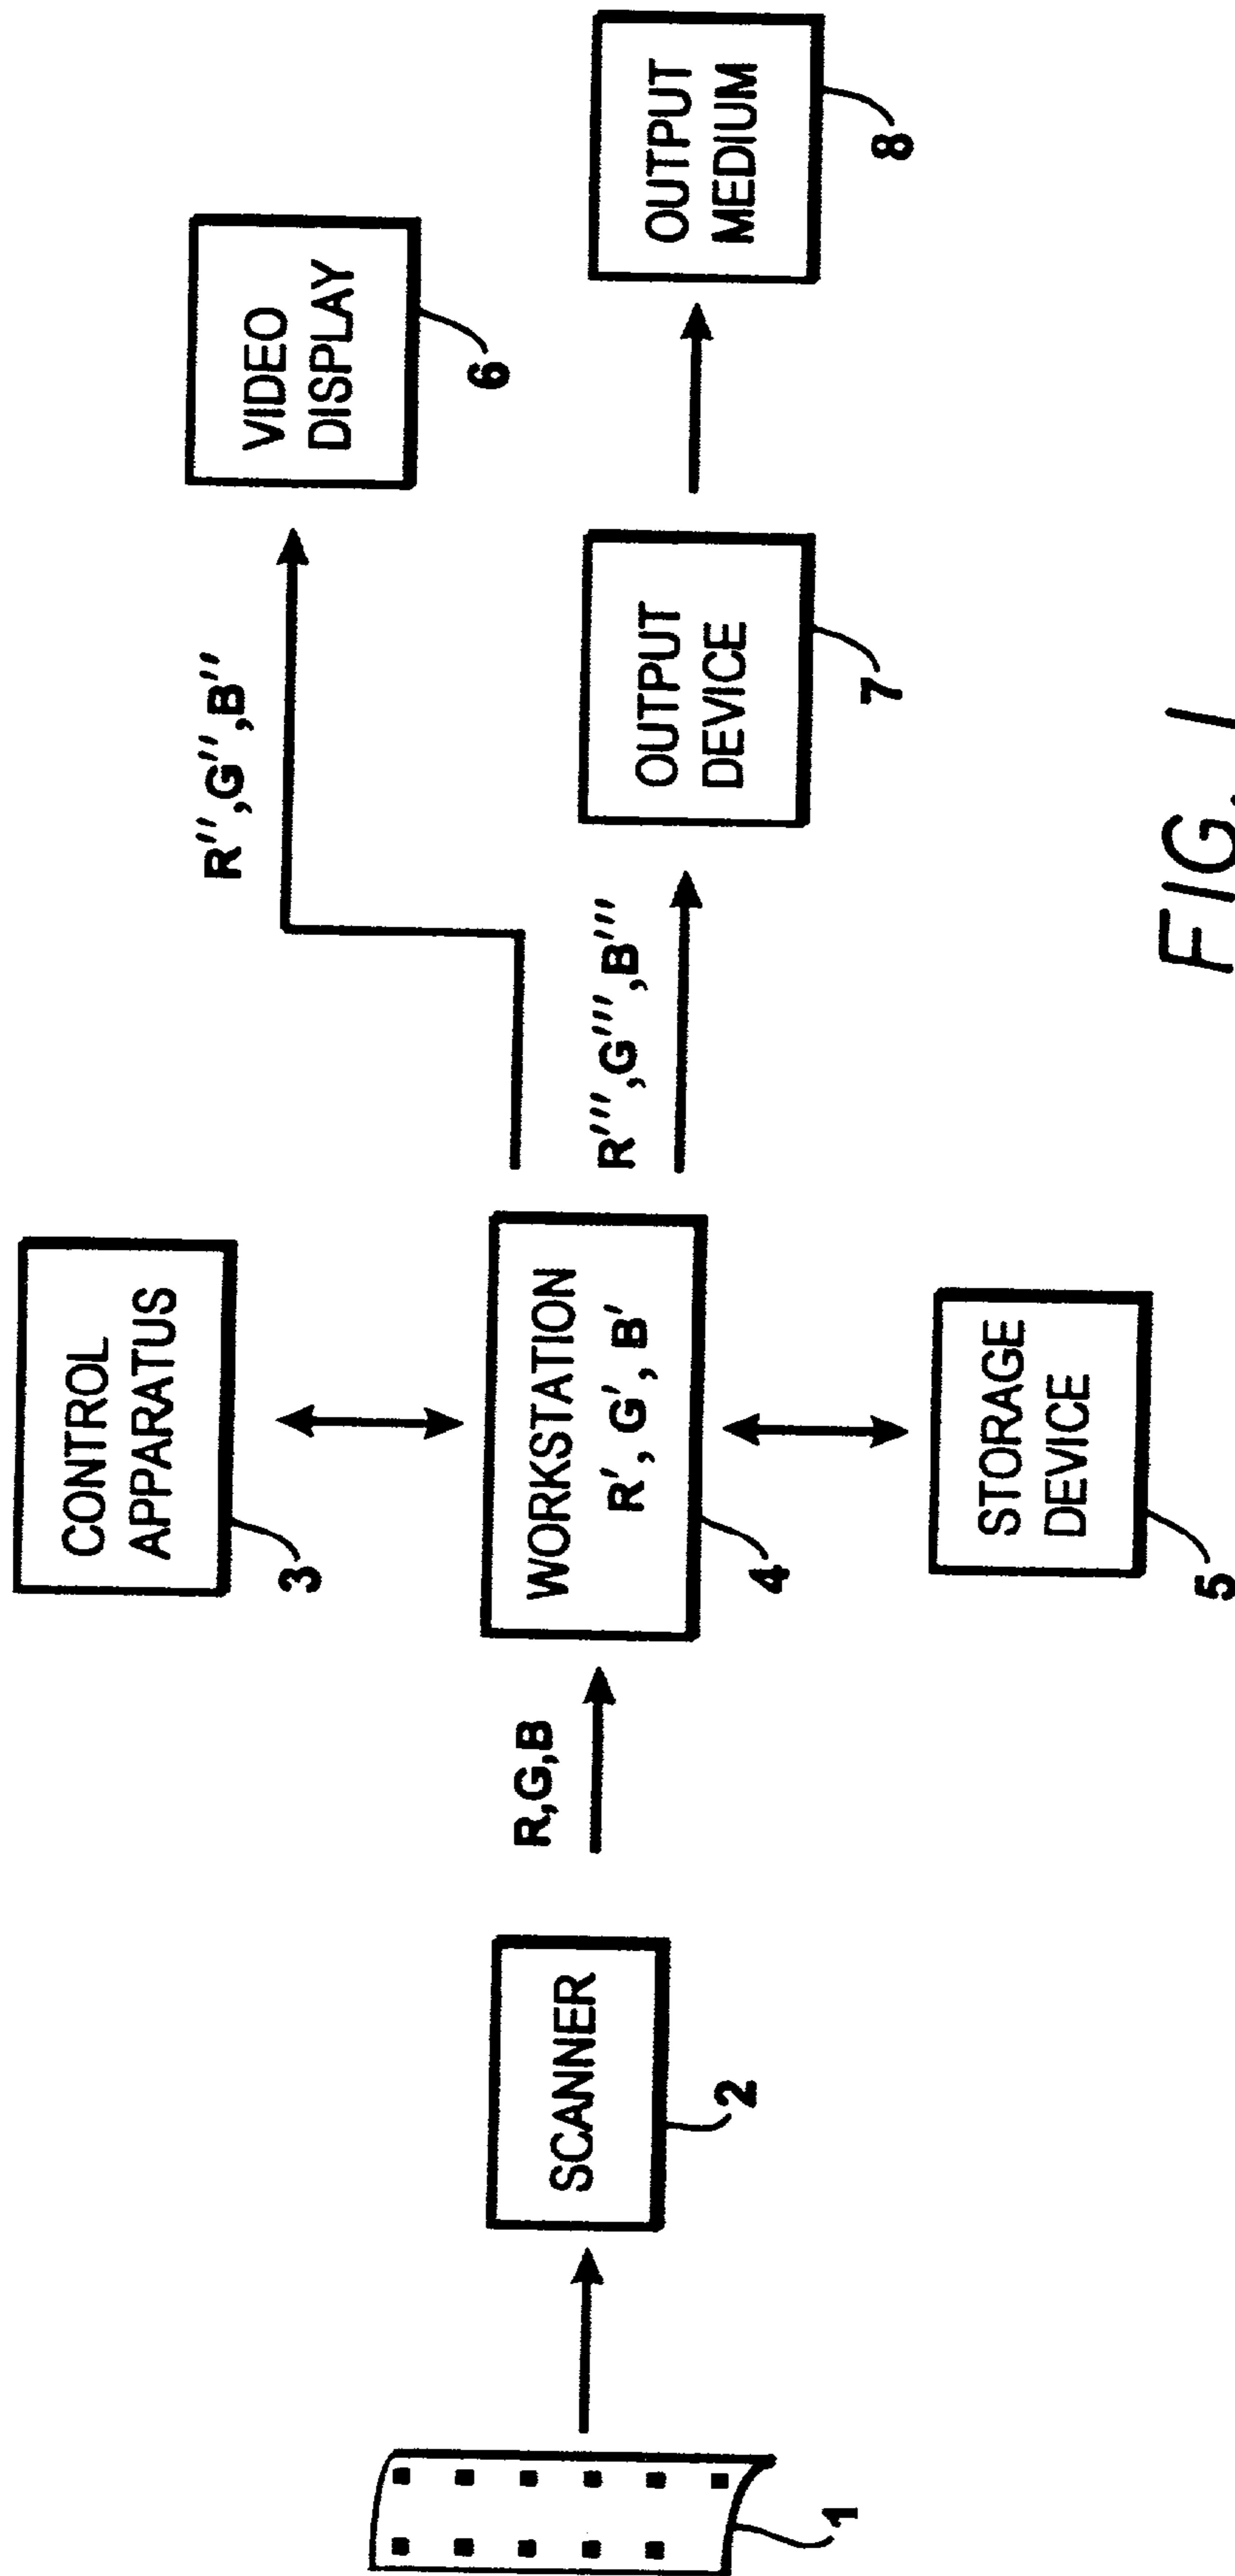 CONTROL
APPARATUS
3
VIDEO
DISPLAY
6
R'',G'',B''
R,G,B
WORKSTATION
R', G', B'
4
R''',G''',B'''
SCANNER
2
OUTPUT
DEVICE
7
OUTPUT
MEDIUM
8
1
STORAGE
DEVICE
5
FIG. 1